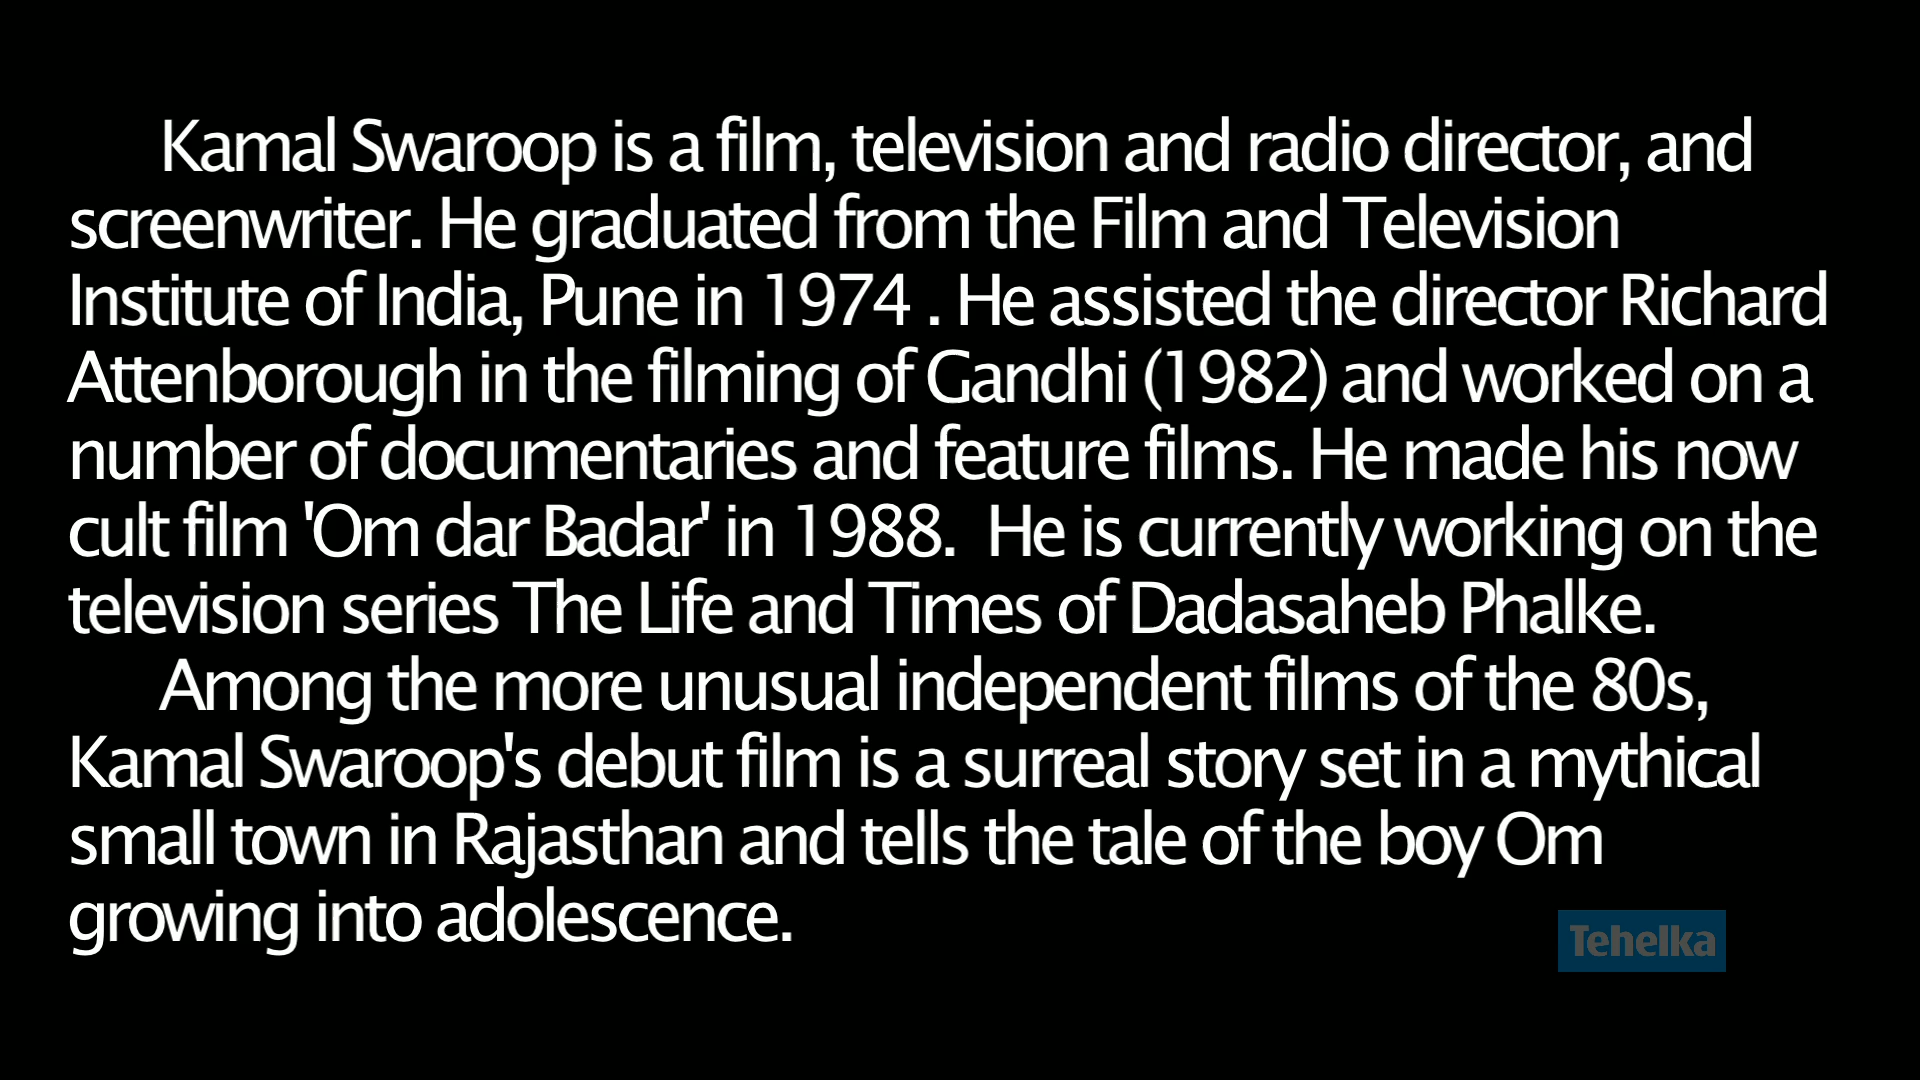 Kamal Swaroop is a film, television and radio director, and
screenwriter. He graduated from the Film and Television
Institute of India, Pune in 1974 . He assisted the director Richard
Attenborough in the filming of Gandhi (1982) and worked on a
number of documentaries and feature films. He made his now
cult film 'Om dar Badar' in 1988.  He is currently working on the
television series The Life and Times of Dadasaheb Phalke.
Among the more unusual independent films of the 80s,
Kamal Swaroop's debut film is a surreal story set in a mythical
small town in Rajasthan and tells the tale of the boy Om
growing into adolescence.
Tehelka